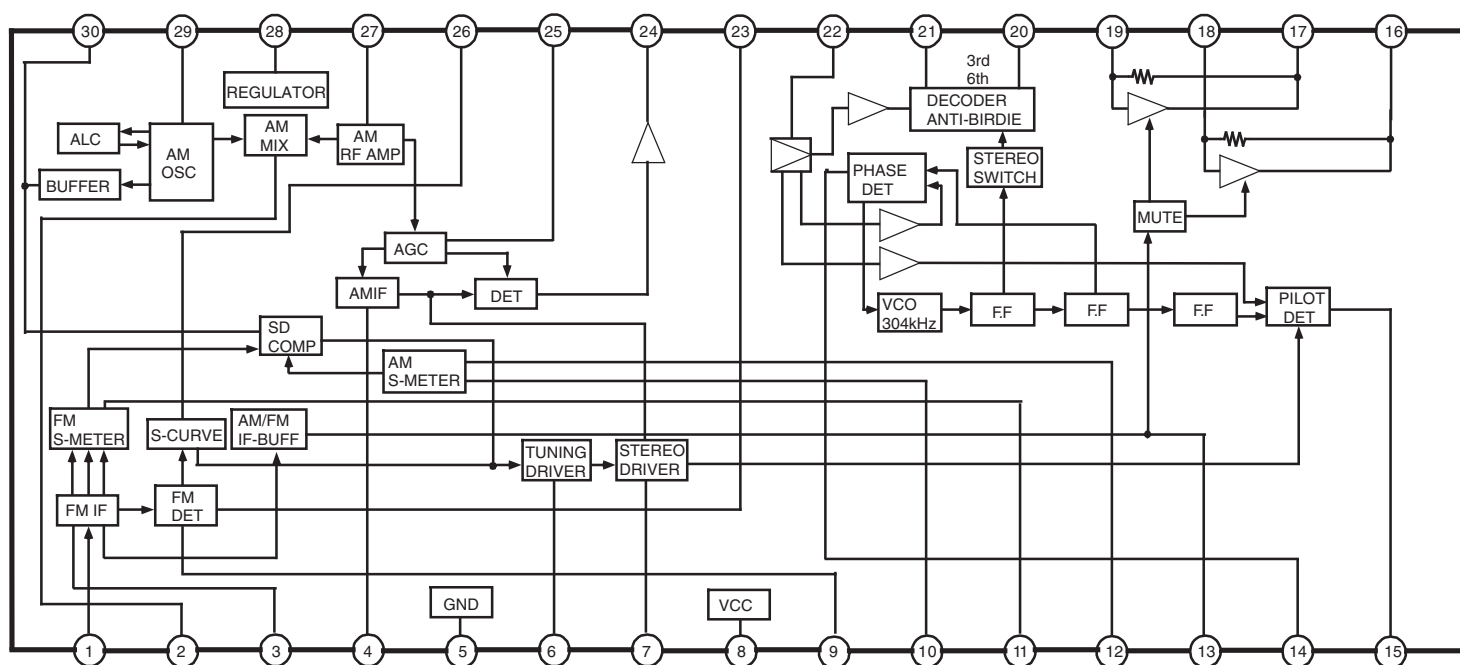 30 29 28 27 26 25 24 23 22 21 20 19 18 17 16
3rd
6th
REGULATOR
DECODER
ANTI-BIRDIE
ALC
AM
OSC
AM
MIX
AM
RF AMP
BUFFER
PHASE
DET
STEREO
SWITCH
MUTE
AGC
AMIF
DET
VCO
304kHz
F.F
F.F
F.F
PILOT
DET
SD
COMP
AM
S-METER
FM
S-METER
S-CURVE
AM/FM
IF-BUFF
TUNING
DRIVER
STEREO
DRIVER
FM IF
FM
DET
GND
VCC
1 2 3 4 5 6 7 8 9 10 11 12 13 14 15